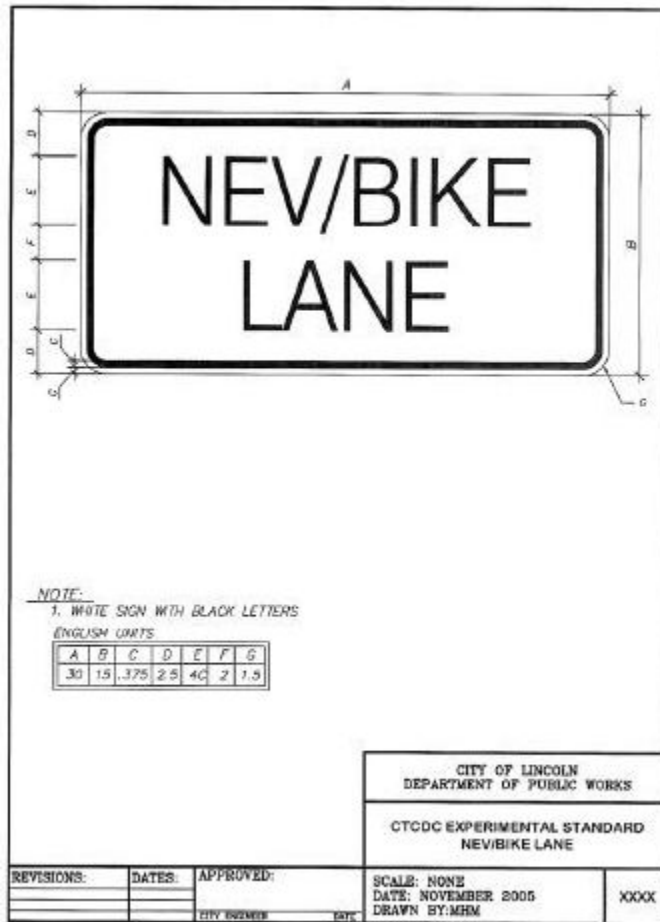 A
D
E
F
E
D
C
G
B
G
NEV/BIKE
LANE
NOTE:
1. WHITE SIGN WITH BLACK LETTERS
ENGLISH UNITS
A B C D E F G
30 15 .375 2.5 4C 2 1.5
CITY OF LINCOLN
DEPARTMENT OF PUBLIC WORKS
CTCDC EXPERIMENTAL STANDARD
NEV/BIKE LANE
REVISIONS: DATES: APPROVED:
CITY ENGINEER DATE
SCALE: NONE
DATE: NOVEMBER 2005
DRAWN BY:MHM
XXXX